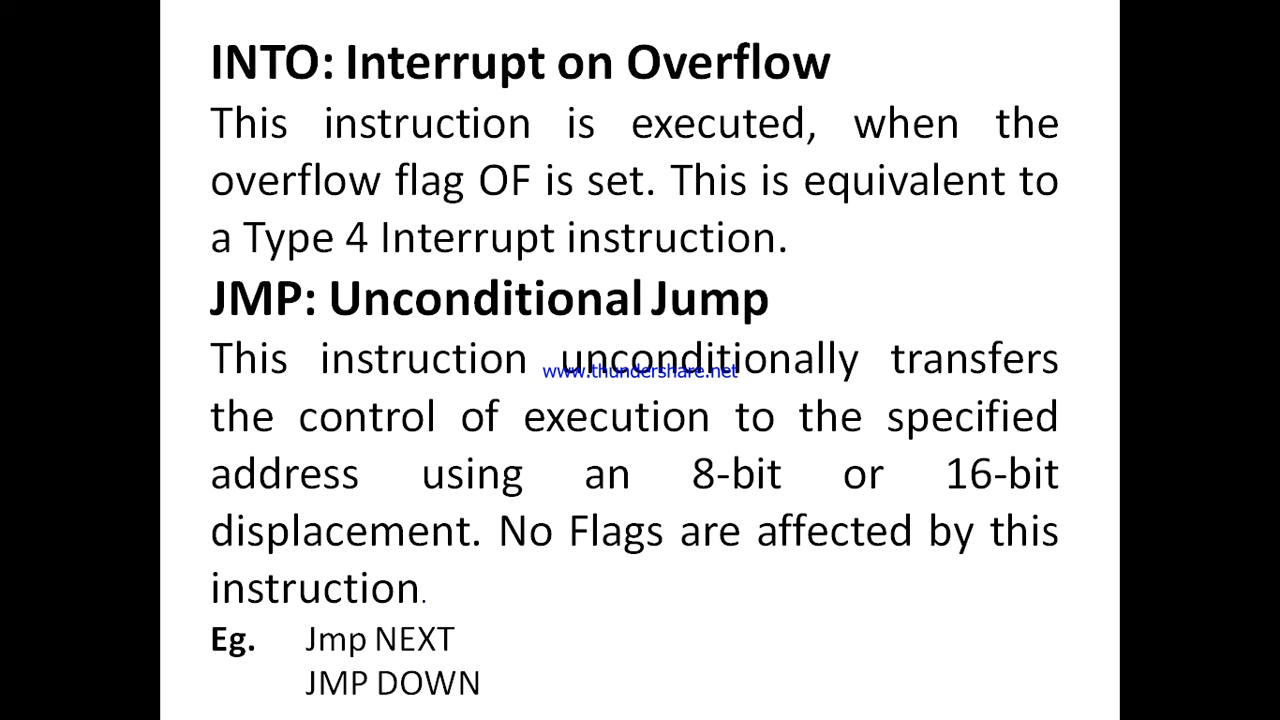 INTO: Interrupt on Overflow
This instruction is executed, when the
overflow flag OF is set. This is equivalent to
a Type 4 Interrupt instruction.
JMP: Unconditional Jump
This instruction unconditionally transfers
www.thundershare.net
the control of execution to the specified
address using an 8-bit or 16-bit
displacement. No Flags are affected by this
instruction.
Eg. Jmp NEXT
JMP DOWN